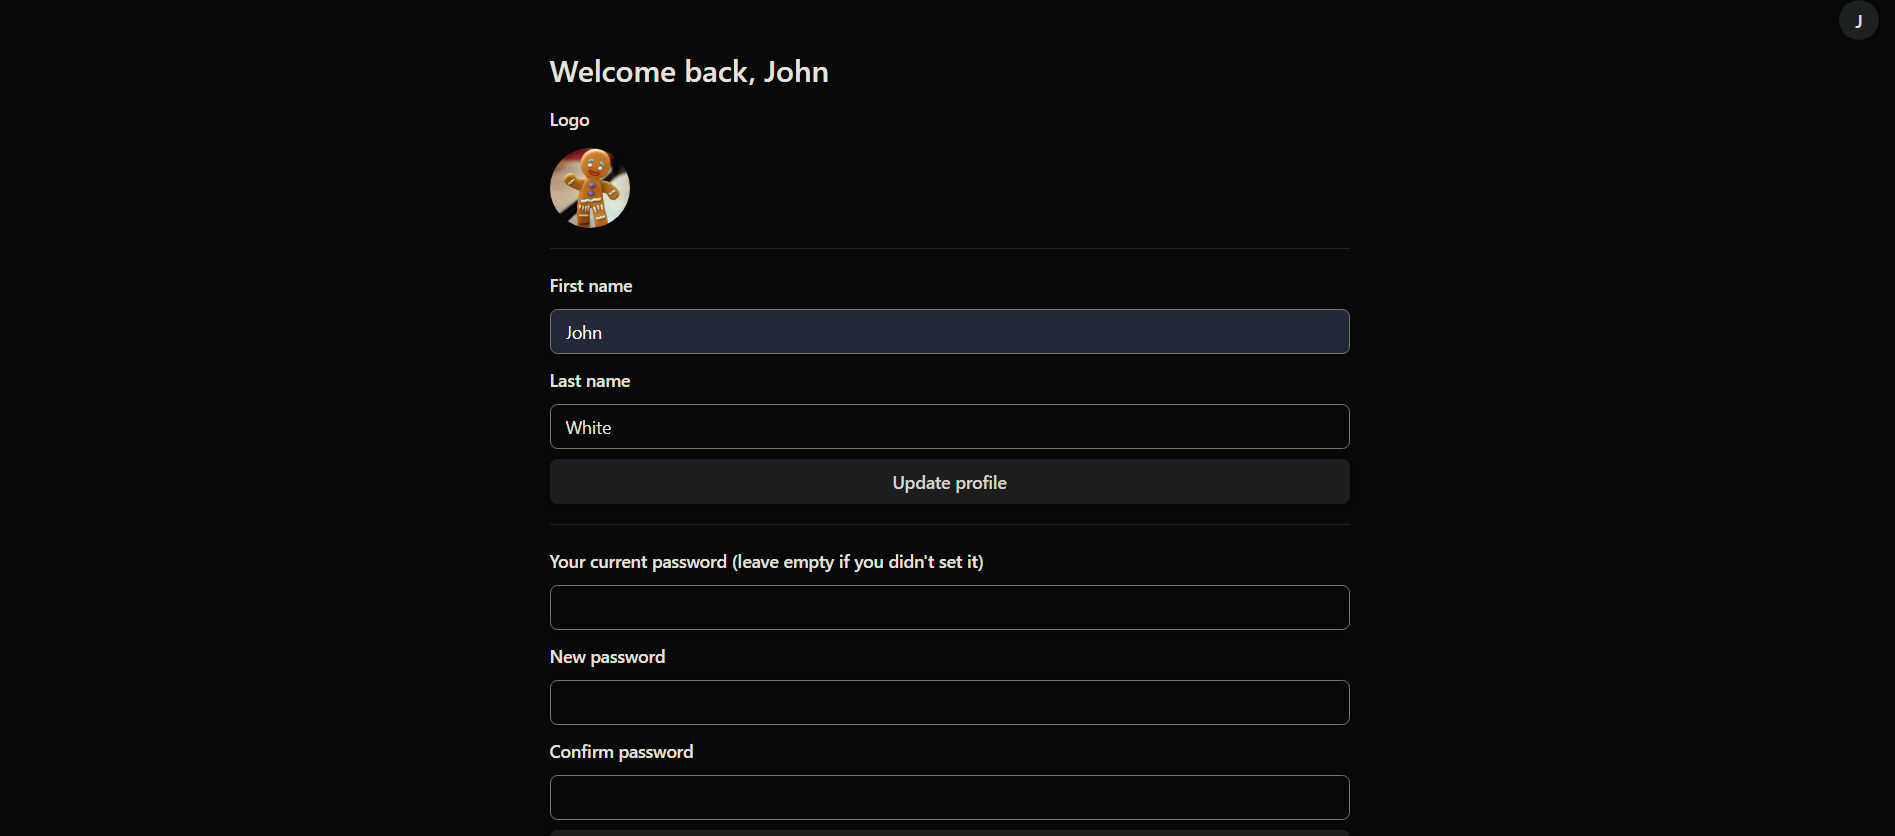 J
Welcome back, John
Logo
First name
John
Last name
White
Update profile
Your current password (leave empty if you didn't set it)
New password
Confirm password